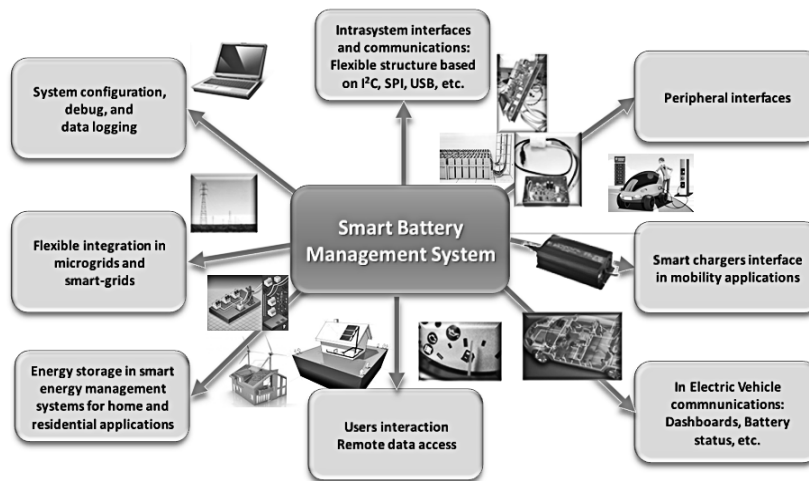 Intrasystem interfaces
and communications:
Flexible structure based
on I²C, SPI, USB, etc.
System configuration,
debug, and
data logging
Peripheral interfaces
Smart Battery
Management System
Flexible integration in
microgrids and
smart-grids
Smart chargers interface
in mobility applications
Energy storage in smart
energy management
systems for home and
residential applications
Users interaction
Remote data access
In Electric Vehicle
commnunications:
Dashboards, Battery
status, etc.